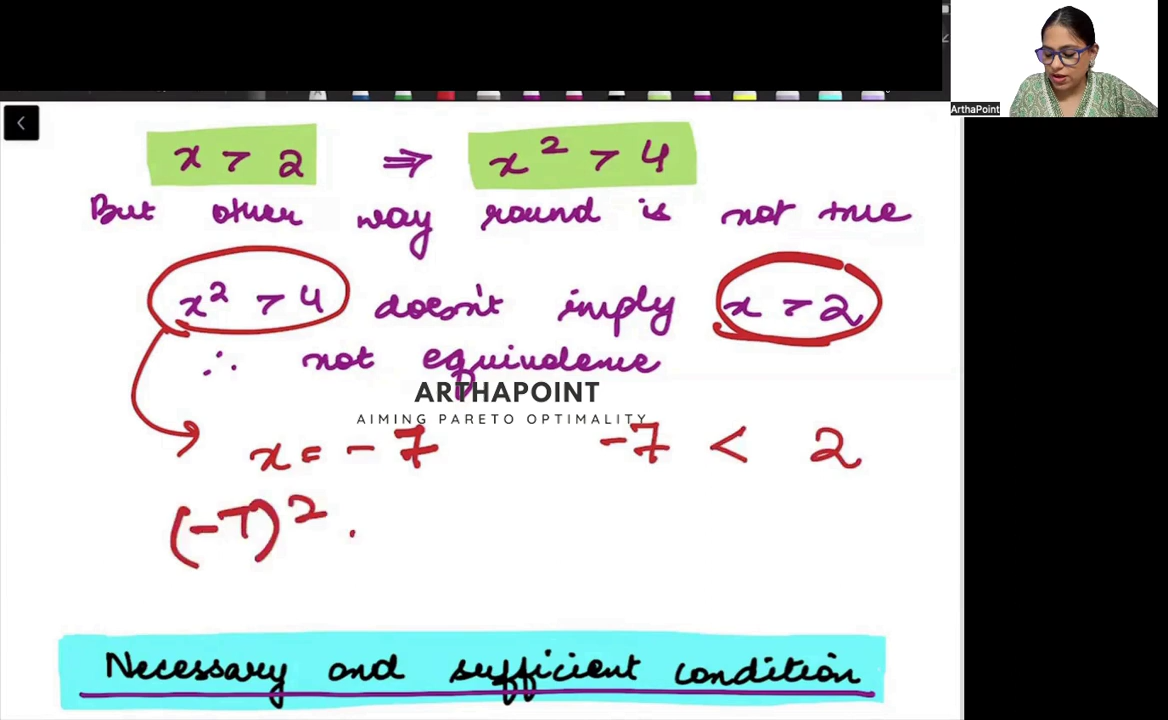 ArthaPoint
x > 2 ⇒ x² > 4
But other way round is not true
x² > 4 doesn't imply x > 2
∴ not equivalence
ARTHAPOINT
AIMING PARETO OPTIMALITY
x = -7 -7 < 2
(-7)² .
Necessary and sufficient condition